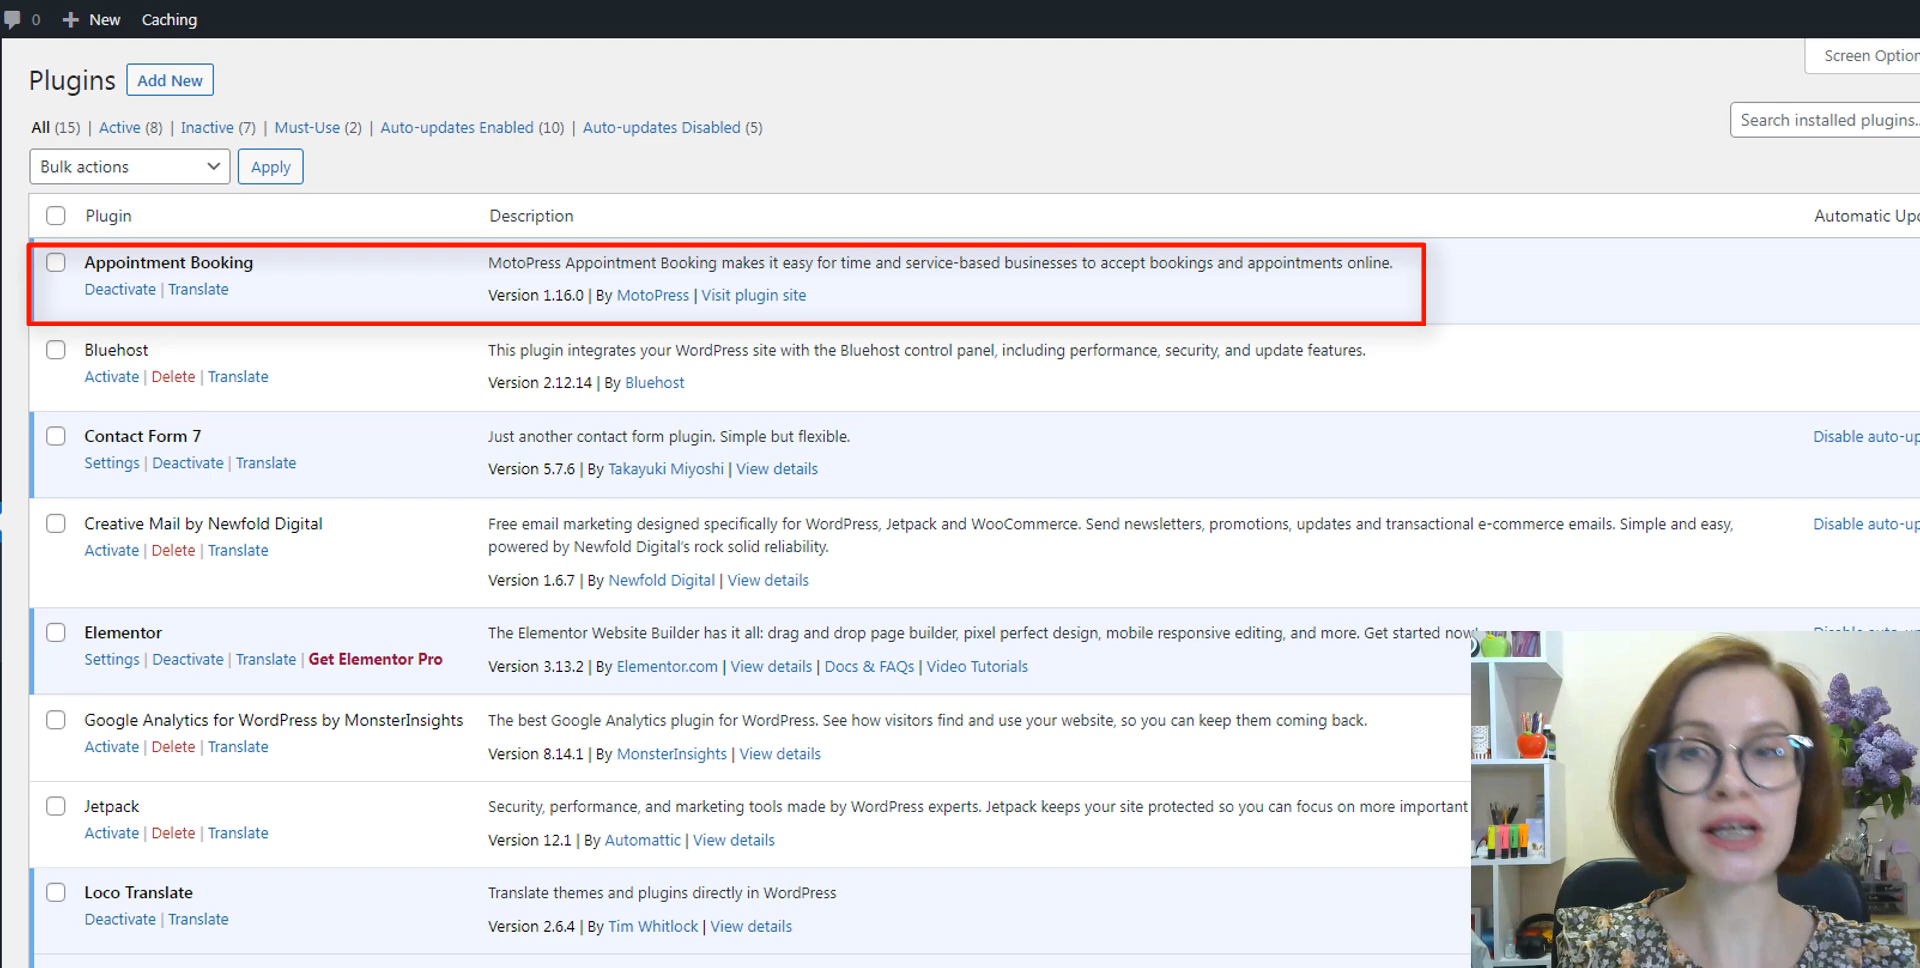 0 New Caching
Screen Option
Plugins Add New
All (15) | Active (8) | Inactive (7) | Must-Use (2) | Auto-updates Enabled (10) | Auto-updates Disabled (5)
Search installed plugins..
Bulk actions Apply
Plugin Description Automatic Upd
Appointment Booking MotoPress Appointment Booking makes it easy for time and service-based businesses to accept bookings and appointments online.
Deactivate | Translate Version 1.16.0 | By MotoPress | Visit plugin site
Bluehost This plugin integrates your WordPress site with the Bluehost control panel, including performance, security, and update features.
Activate | Delete | Translate Version 2.12.14 | By Bluehost
Contact Form 7 Just another contact form plugin. Simple but flexible. Disable auto-up
Settings | Deactivate | Translate Version 5.7.6 | By Takayuki Miyoshi | View details
Creative Mail by Newfold Digital Free email marketing designed specifically for WordPress, Jetpack and WooCommerce. Send newsletters, promotions, updates and transactional e-commerce emails. Simple and easy, Disable auto-up
Activate | Delete | Translate powered by Newfold Digital's rock solid reliability.
Version 1.6.7 | By Newfold Digital | View details
Elementor The Elementor Website Builder has it all: drag and drop page builder, pixel perfect design, mobile responsive editing, and more. Get started now!
Settings | Deactivate | Translate | Get Elementor Pro Version 3.13.2 | By Elementor.com | View details | Docs & FAQs | Video Tutorials
Google Analytics for WordPress by MonsterInsights The best Google Analytics plugin for WordPress. See how visitors find and use your website, so you can keep them coming back.
Activate | Delete | Translate Version 8.14.1 | By MonsterInsights | View details
Jetpack Security, performance, and marketing tools made by WordPress experts. Jetpack keeps your site protected so you can focus on more important
Activate | Delete | Translate Version 12.1 | By Automattic | View details
Loco Translate Translate themes and plugins directly in WordPress
Deactivate | Translate Version 2.6.4 | By Tim Whitlock | View details